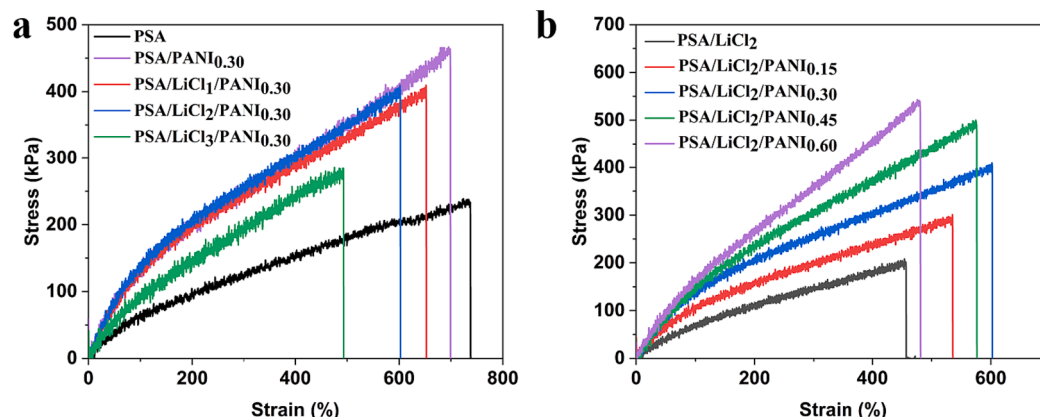 a
500
400
300
200
100
0
Stress (kPa)
0 200 400 600 800
Strain (%)
PSA
PSA/PANI0.30
PSA/LiCl1/PANI0.30
PSA/LiCl2/PANI0.30
PSA/LiCl3/PANI0.30
b
700
600
500
400
300
200
100
0
Stress (kPa)
0 200 400 600
Strain (%)
PSA/LiCl2
PSA/LiCl2/PANI0.15
PSA/LiCl2/PANI0.30
PSA/LiCl2/PANI0.45
PSA/LiCl2/PANI0.60